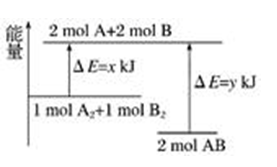 能量
2 mol A+2 mol B
ΔE=x kJ
ΔE=y kJ
1 mol A₂+1 mol B₂
2 mol AB